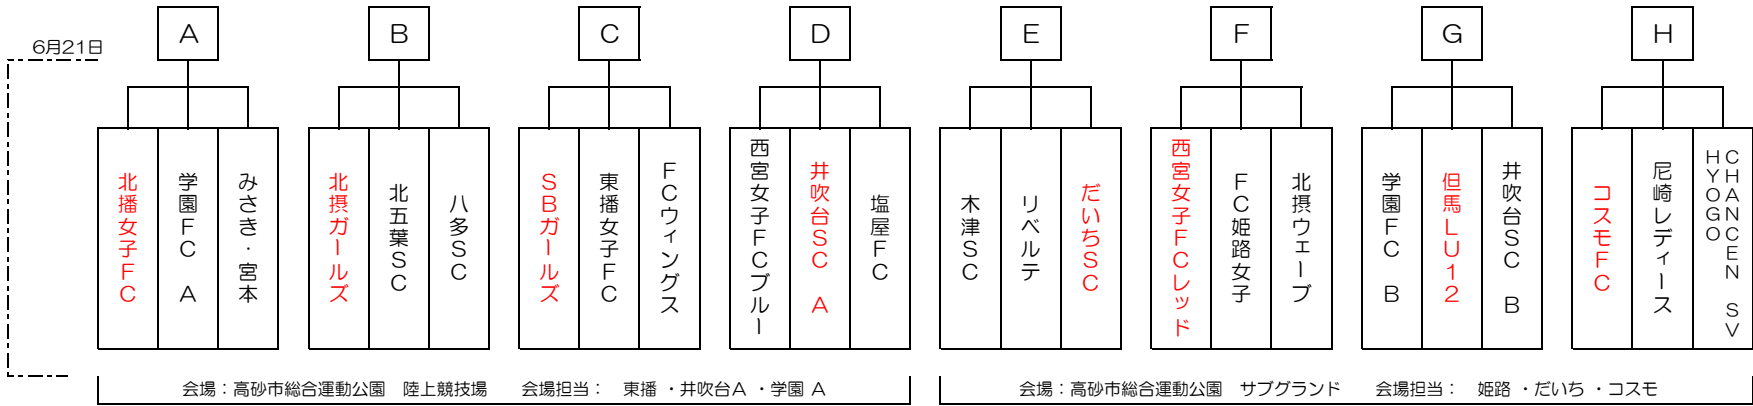 A
B
C
D
E
F
G
H
6月21日
北播女子FC
学園FC A
みさき・宮本
北摂ガールズ
北五葉SC
八多SC
SBガールズ
東播女子FC
FCウィングス
西宮女子FCブルー
井吹台SC A
塩屋FC
木津SC
リベルテ
だいちSC
西宮女子FCレッド
FC姫路女子
北摂ウェーブ
学園FC B
但馬LU12
井吹台SC B
コスモFC
尼崎レディース
CHANCEN SV
HYOGO
会場：高砂市総合運動公園 陸上競技場 会場担当： 東播 ・井吹台A ・学園 A
会場：高砂市総合運動公園 サブグランド 会場担当： 姫路 ・だいち ・コスモ